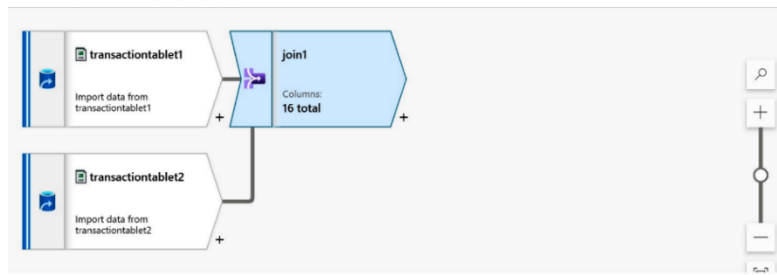 transactiontablet1
Import data from
transactiontablet1
+
join1
Columns:
16 total
+
transactiontablet2
Import data from
transactiontablet2
+